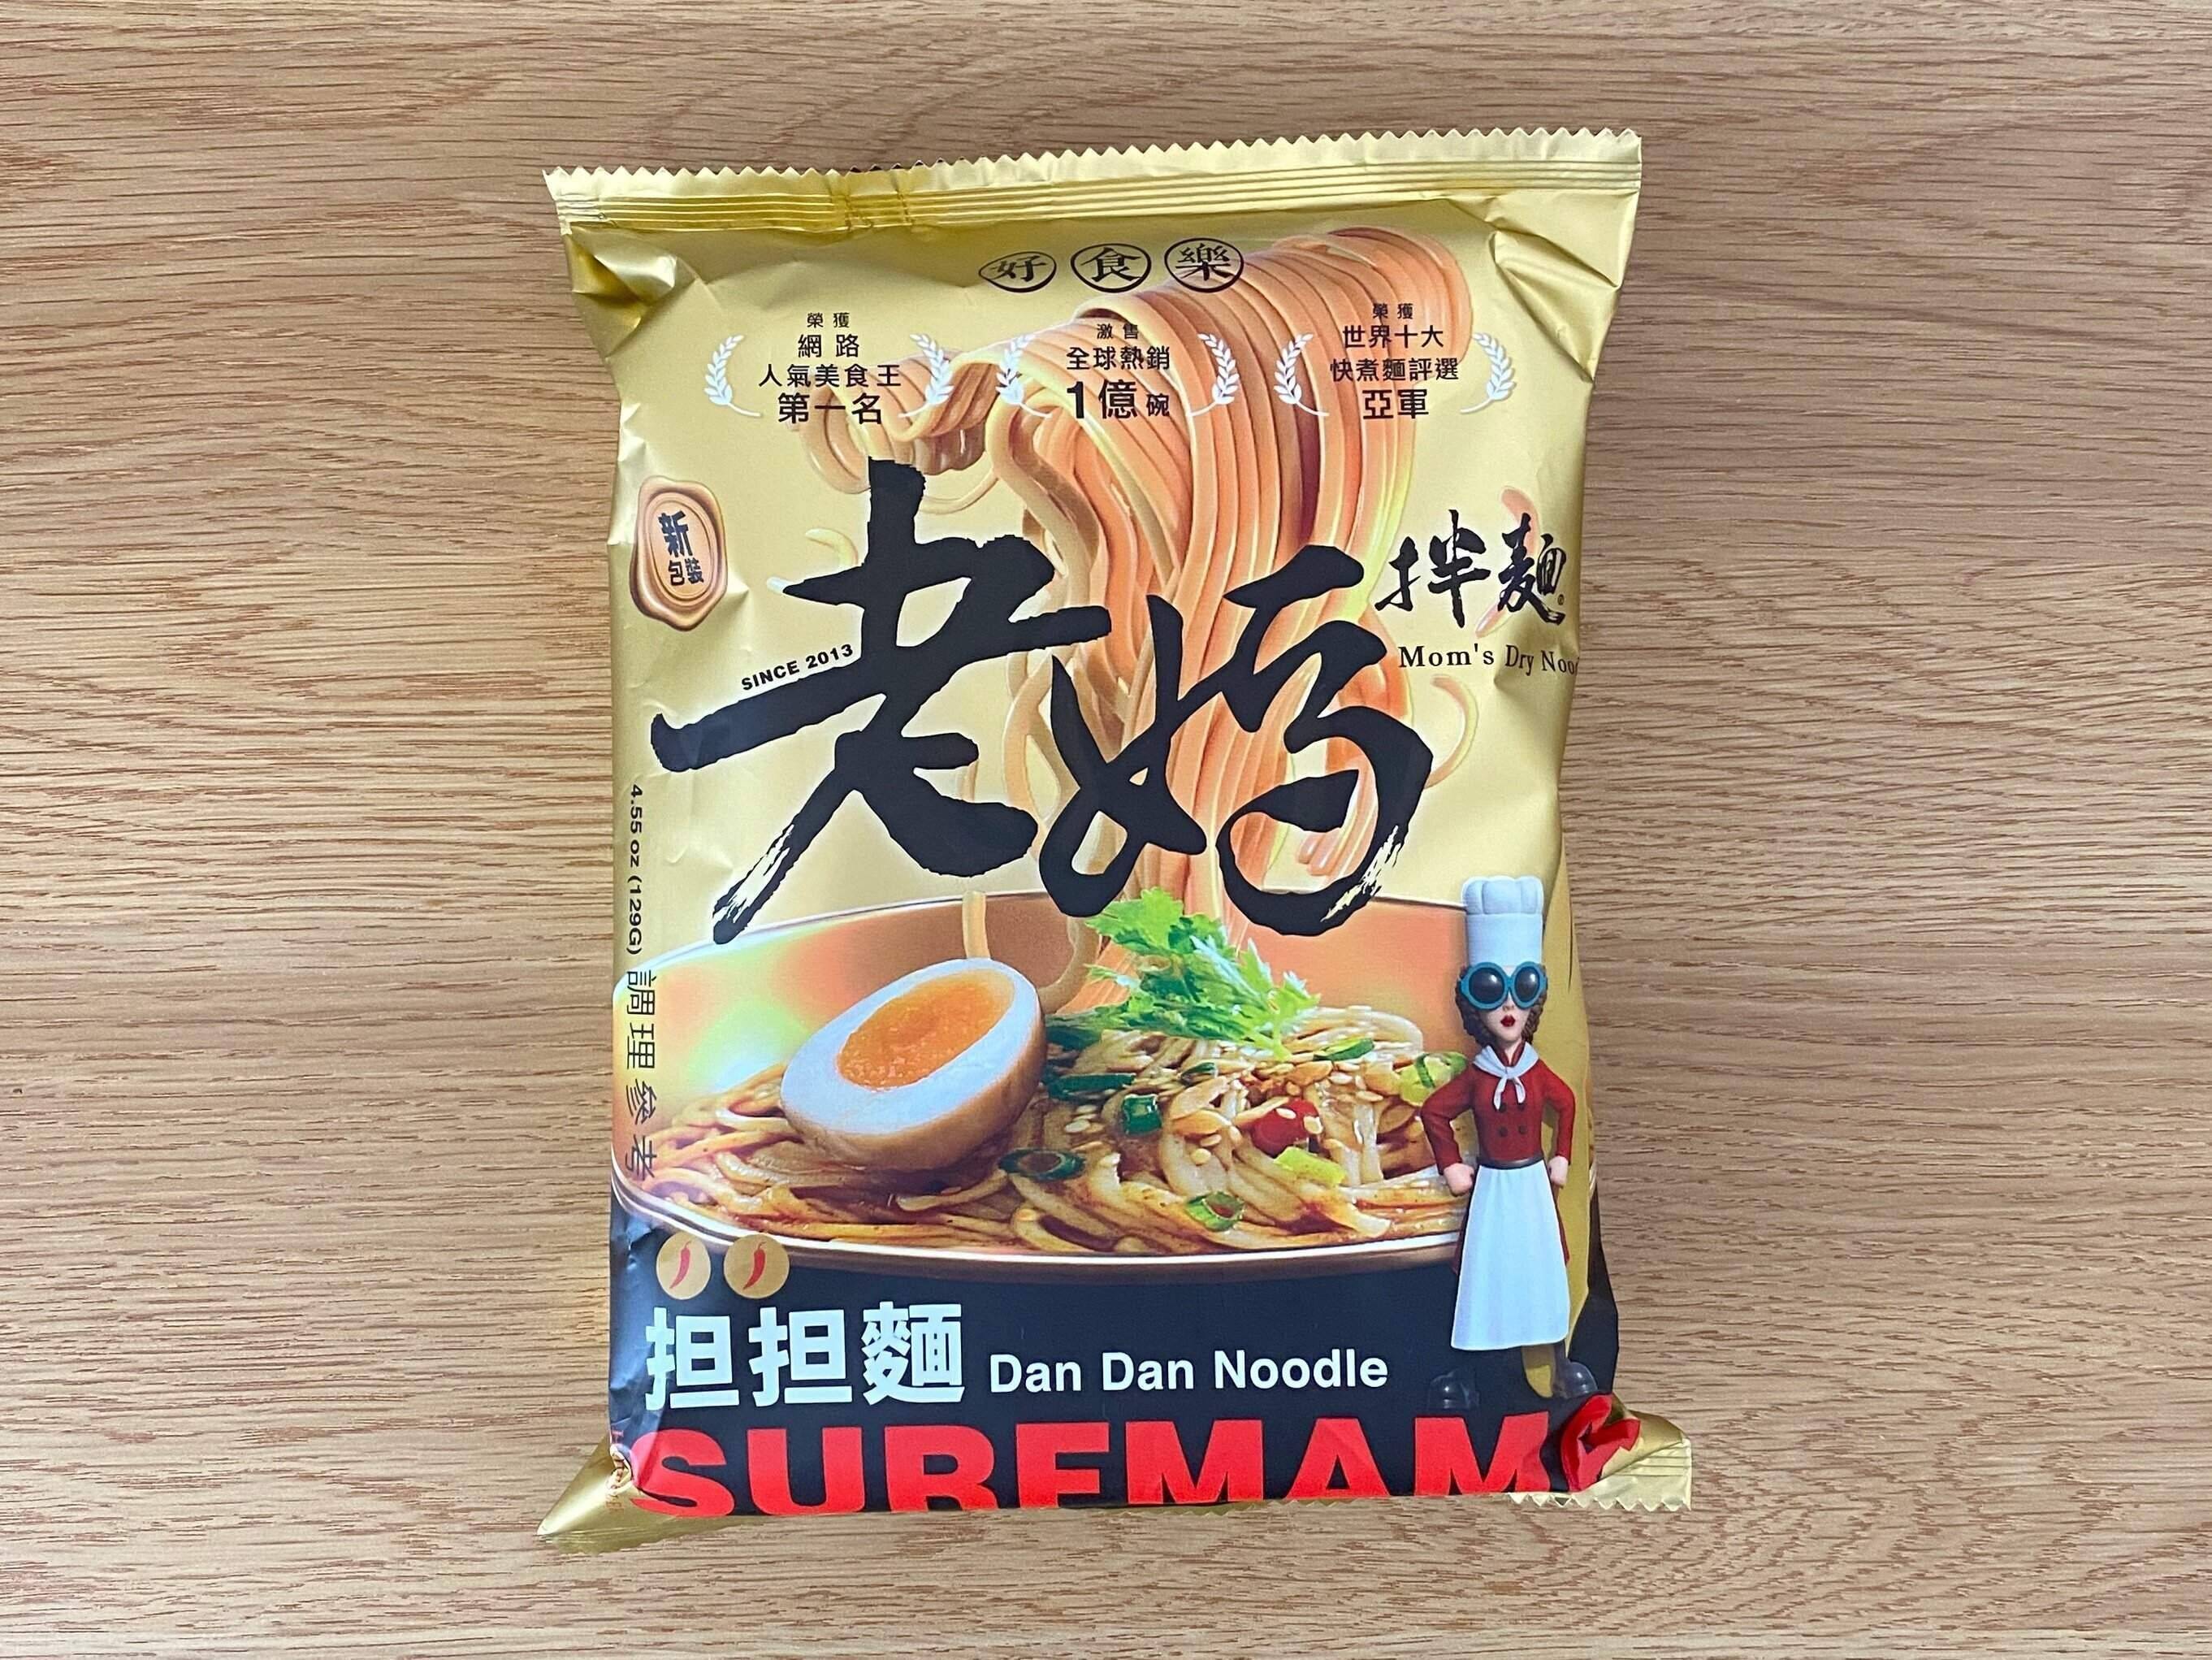 好食樂
榮獲
網路
人氣美食王
第一名
激售
全球熱銷
1億碗
榮獲
世界十大
快煮麵評選
亞軍
新
包裝
SINCE 2013
老媽
拌麵
Mom's Dry
4.55 oz (129G) 調理參考
担担麵 Dan Dan Noodle
SUREMAMA